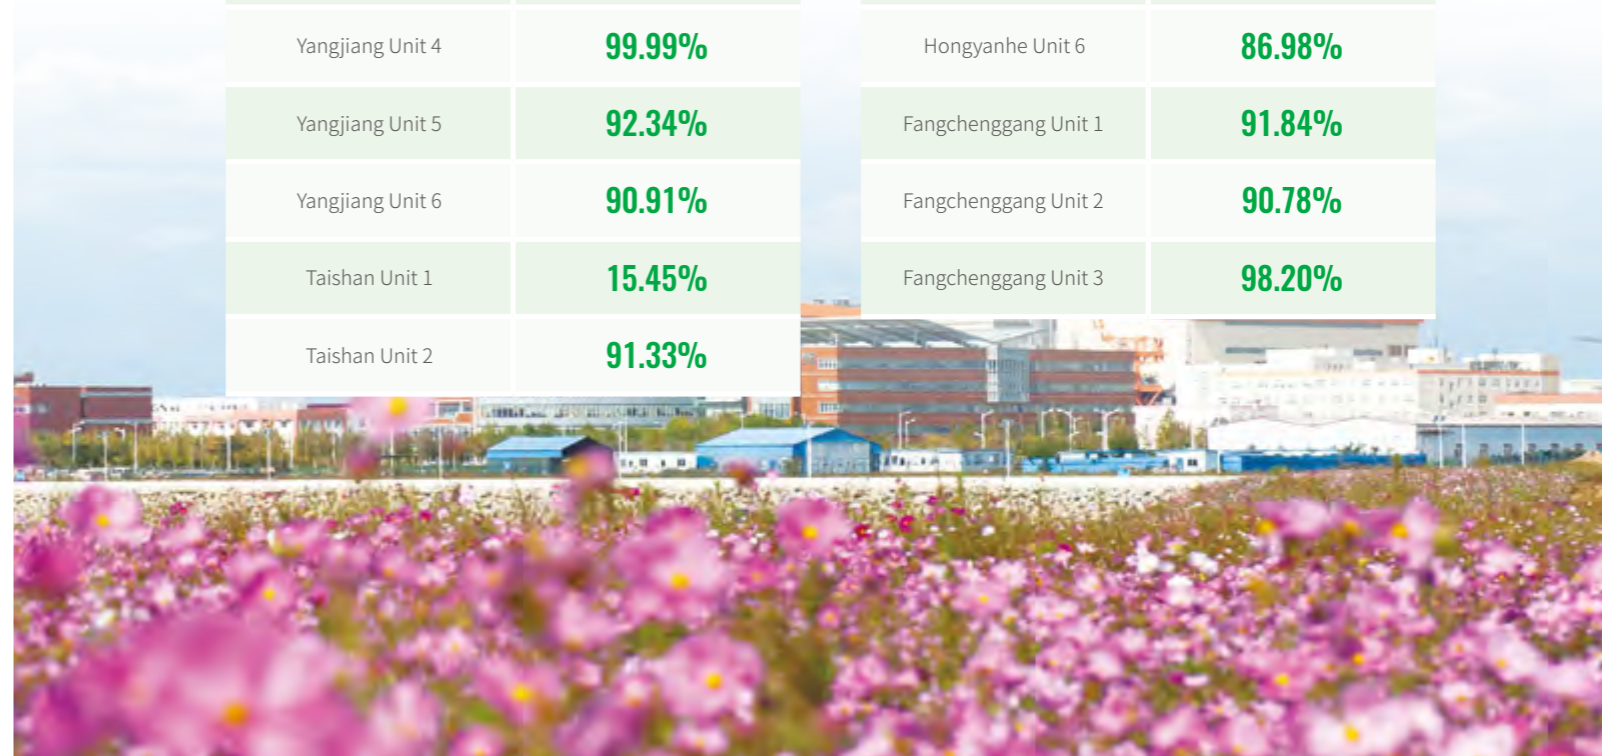 Yangjiang Unit 4 99.99%
Yangjiang Unit 5 92.34%
Yangjiang Unit 6 90.91%
Taishan Unit 1 15.45%
Taishan Unit 2 91.33%
Hongyanhe Unit 6 86.98%
Fangchenggang Unit 1 91.84%
Fangchenggang Unit 2 90.78%
Fangchenggang Unit 3 98.20%